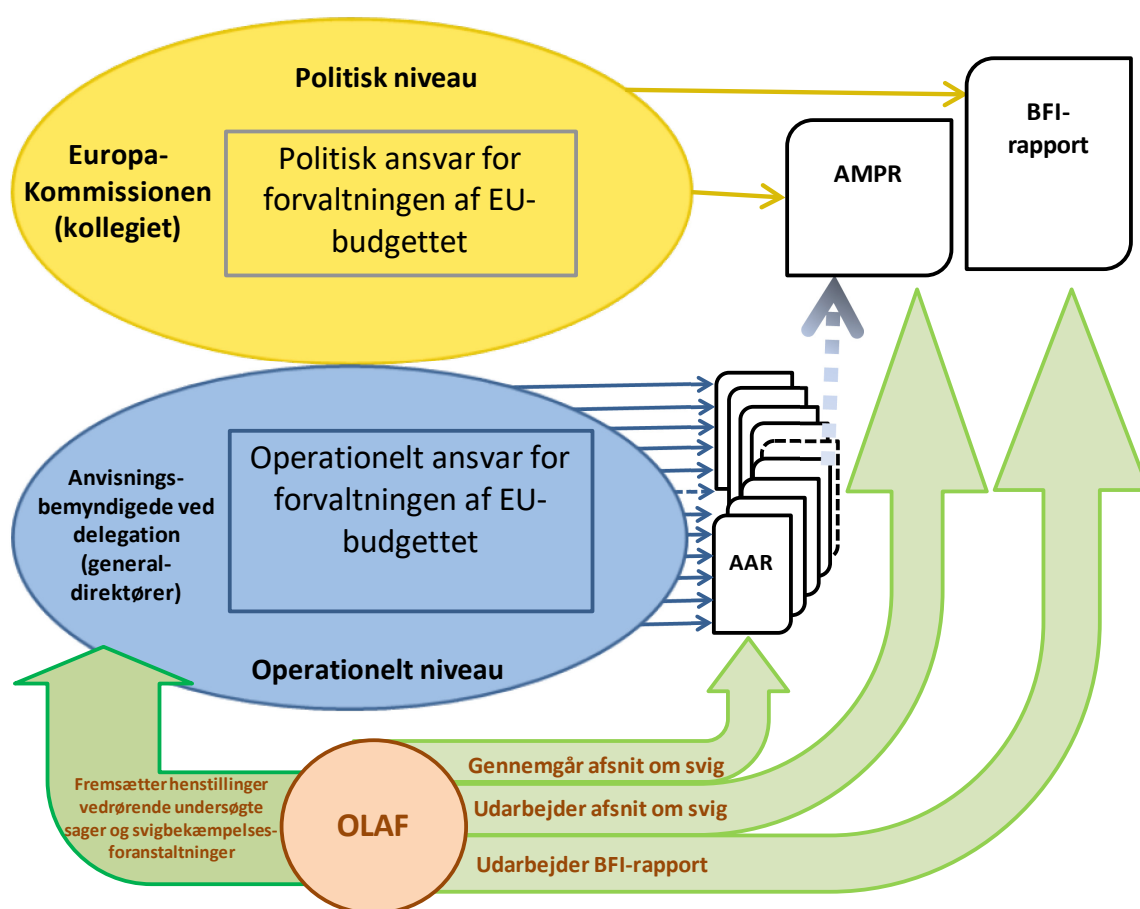 Politisk niveau
Europa-
Kommissionen
(kollegiet)
Politisk ansvar for
forvaltningen af EU-
budgettet
AMPR
BFI-
rapport
Anvisnings-
bemyndigede ved
delegation
(general-
direktører)
Operationelt ansvar for
forvaltningen af EU-
budgettet
Operationelt niveau
AAR
Fremsætter henstillinger
vedrørende undersøgte
sager og svigbekæmpelses-
foranstaltninger
OLAF
Gennemgår afsnit om svig
Udarbejder afsnit om svig
Udarbejder BFI-rapport